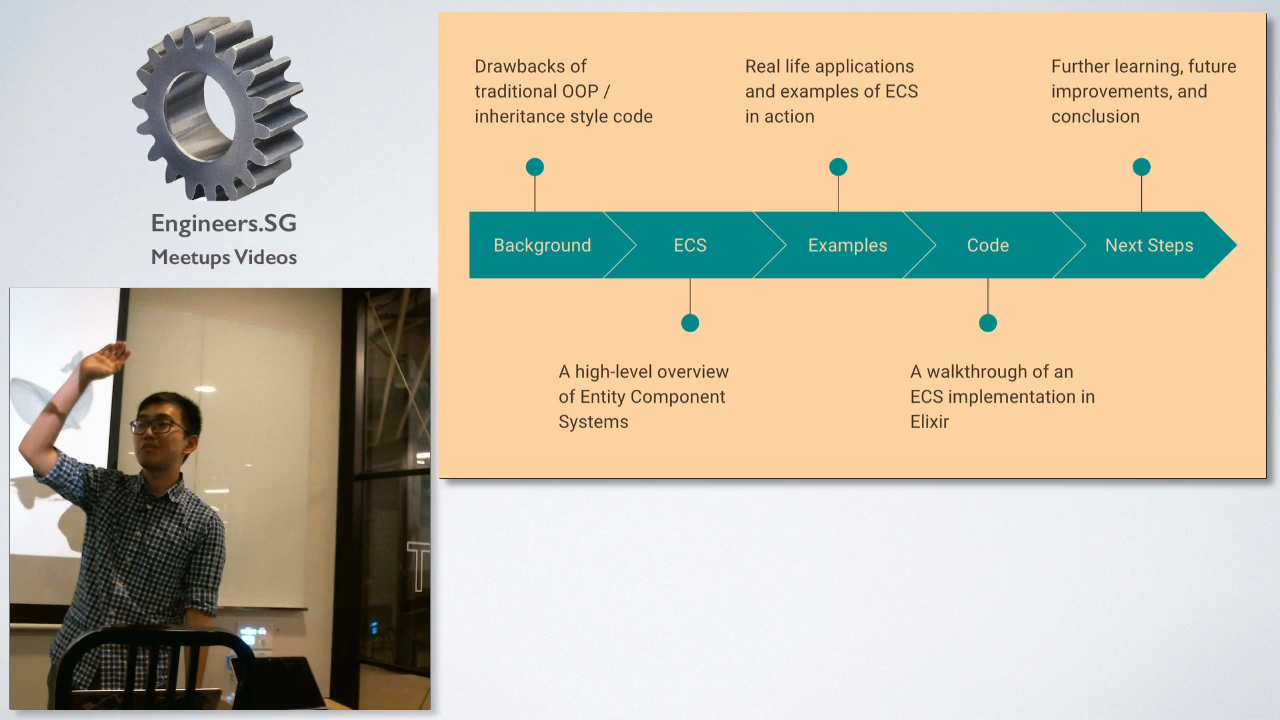 Engineers.SG
Meetups Videos
Drawbacks of
traditional OOP /
inheritance style code
Real life applications
and examples of ECS
in action
Further learning, future
improvements, and
conclusion
Background
ECS
Examples
Code
Next Steps
A high-level overview
of Entity Component
Systems
A walkthrough of an
ECS implementation in
Elixir
T